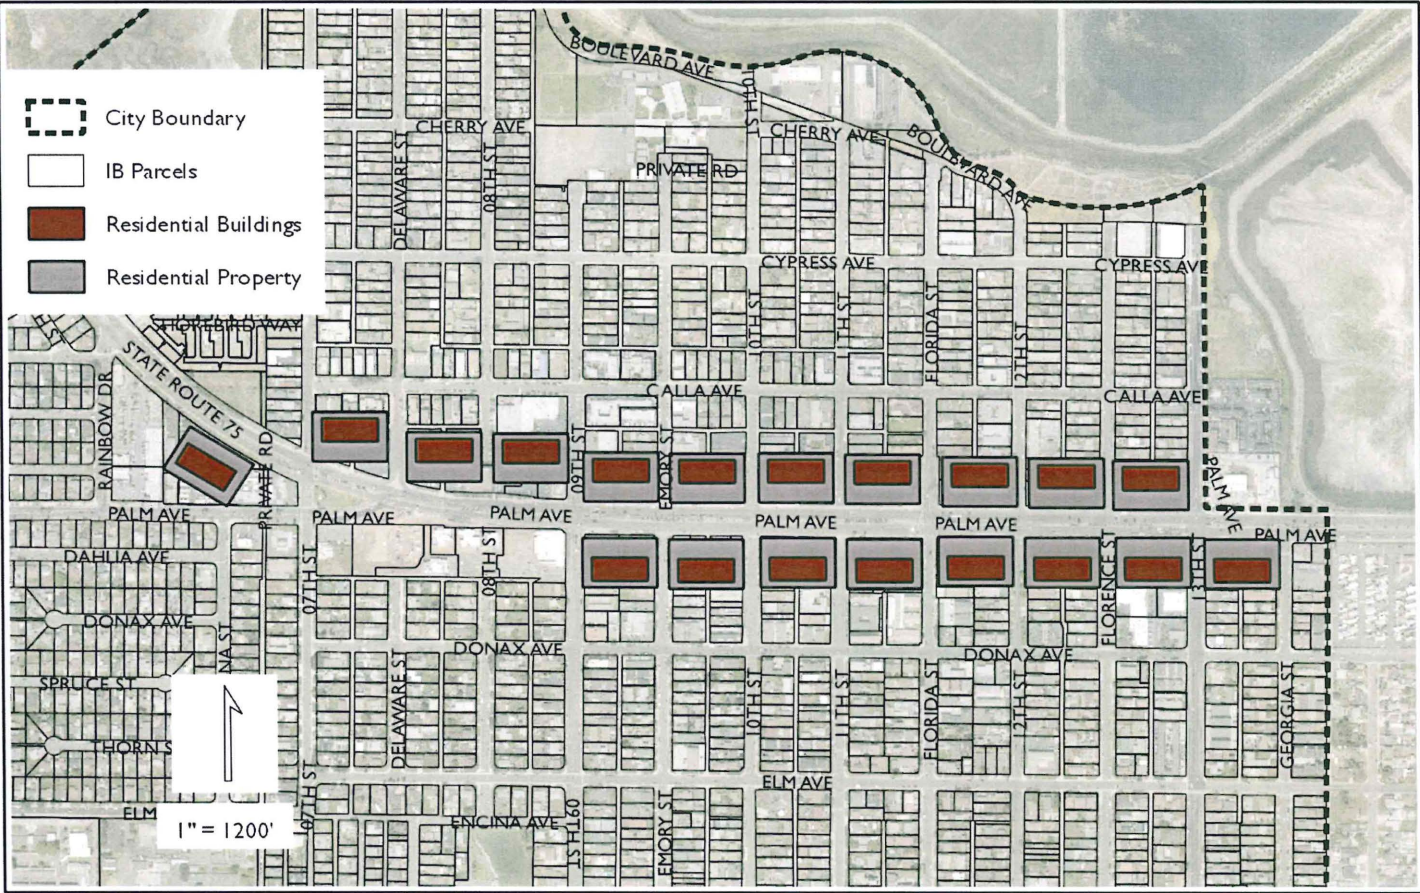 City Boundary
IB Parcels
Residential Buildings
Residential Property
BOULEVARD AVE
10TH ST
CHERRY AVE
CHERRY AVE
BOULEVARD AVE
DELAWARE ST
08TH ST
PRIVATE RD
CYPRESS AVE
CYPRESS AVE
SHOREBIRD WAY
10TH ST
11TH ST
FLORIDA ST
12TH ST
STATE ROUTE 75
RAINBOW DR
CALLA AVE
CALLA AVE
PRIVATE RD
09TH ST
EMORY ST
PALM AVE
PALM AVE
PALM AVE
PALM AVE
PALM AVE
PALM AVE
PALM AVE
DAHLIA AVE
07TH ST
08TH ST
FLORENCE ST
13TH ST
DONAX AVE
DONAX AVE
DONAX AVE
NA ST
SPRUCE ST
DELAWARE ST
10TH ST
11TH ST
FLORIDA ST
12TH ST
GEORGIA ST
THORN S
ELM AVE
ELM
07TH ST
ENCINA AVE
09TH ST
EMORY ST
1" = 1200'